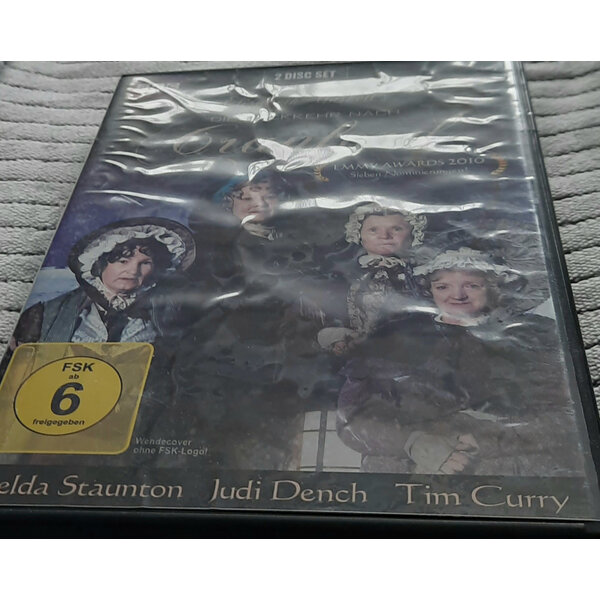 2 DISC SET
NACH
EMMY AWARDS 2010
Sieben Nominierungen!
FSK
ab
6
freigegeben
Wendecover
ohne FSK-Logo!
elda Staunton Judi Dench Tim Curry